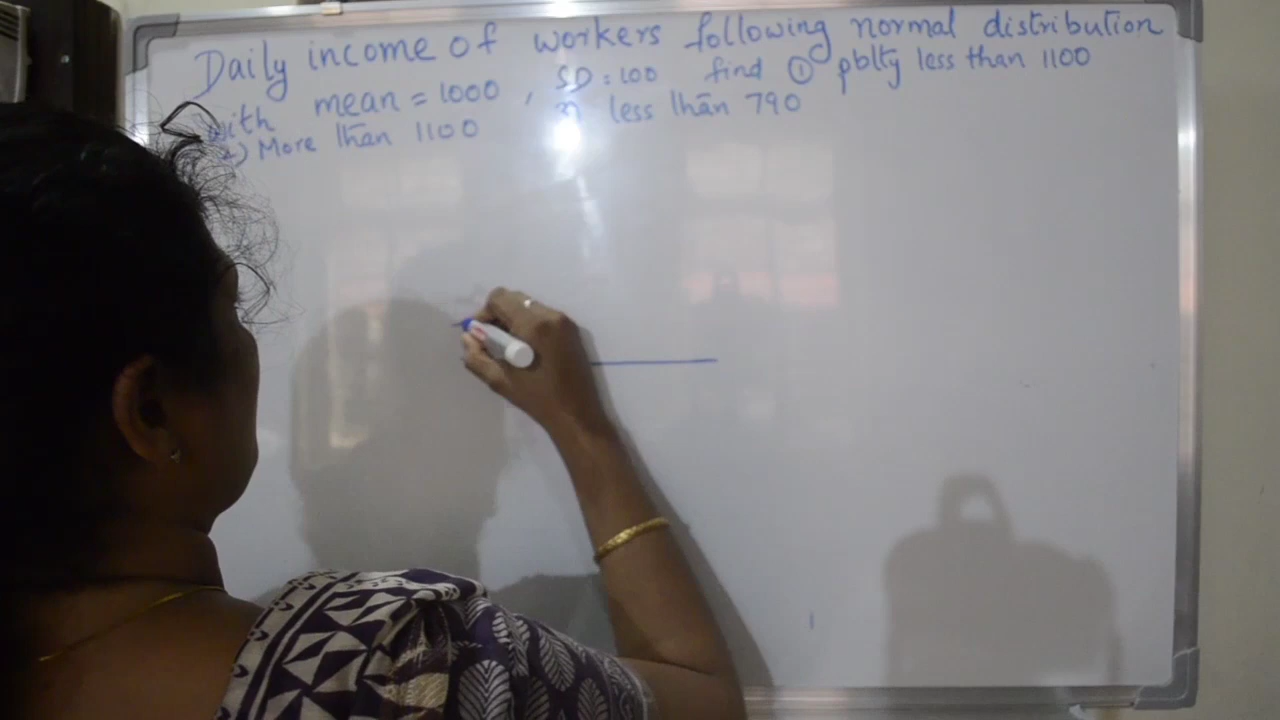 Daily income of workers following normal distribution
with mean = 1000, SD = 100 find ① pblty less than 1100
2) More than 1100 3) less than 790